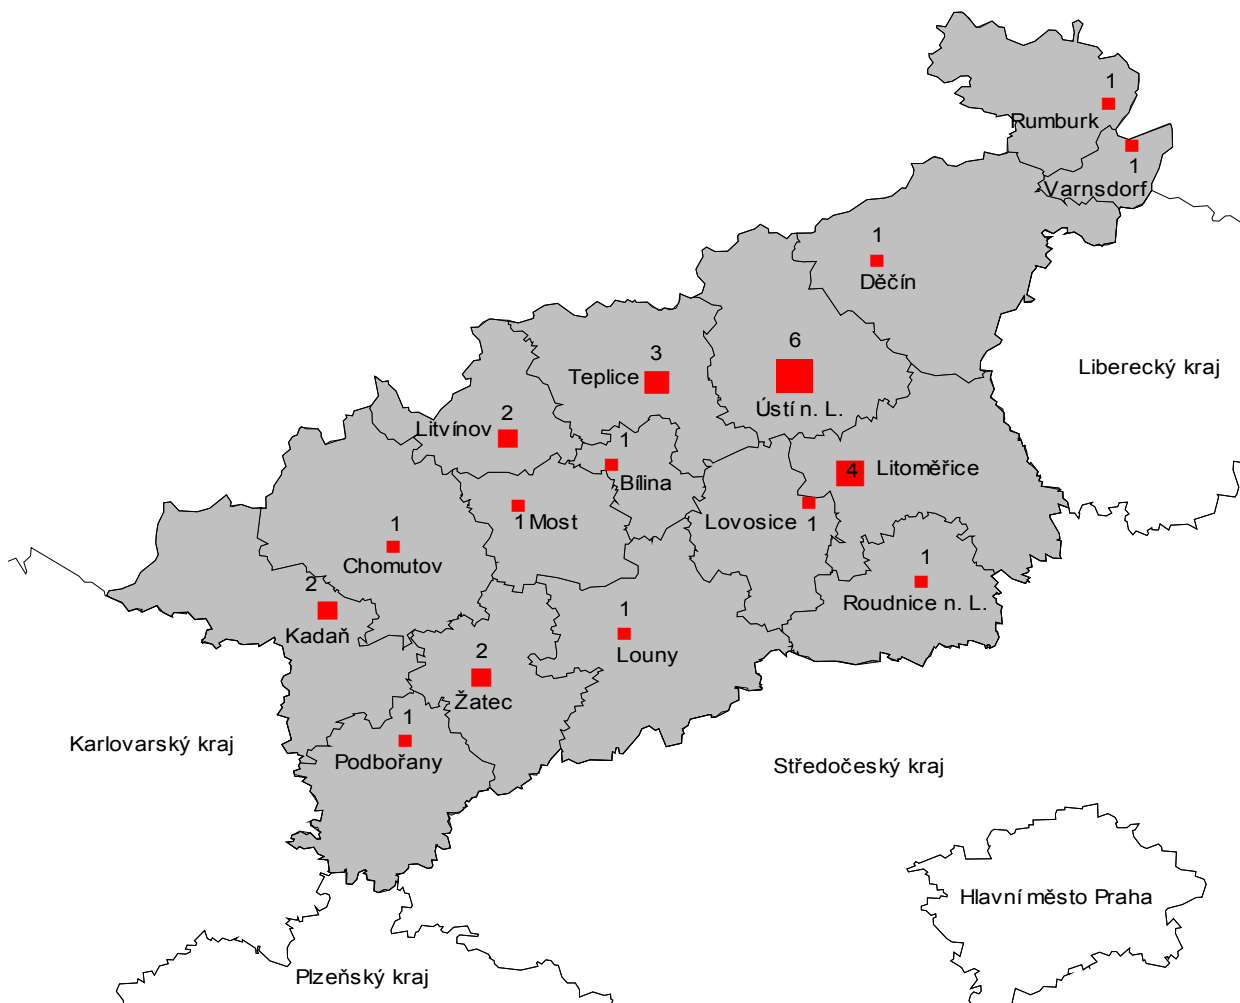 1
Rumburk
1
Varnsdorf
1
Děčín
6
Ústí n. L.
Liberecký kraj
3
Teplice
2
Litvínov
1
Bílina
4
Litoměřice
1
Most
Lovosice
1
1
Chomutov
1
Roudnice n. L.
2
Kadaň
1
Louny
2
Žatec
1
Podbořany
Karlovarský kraj
Středočeský kraj
Hlavní město Praha
Plzeňský kraj